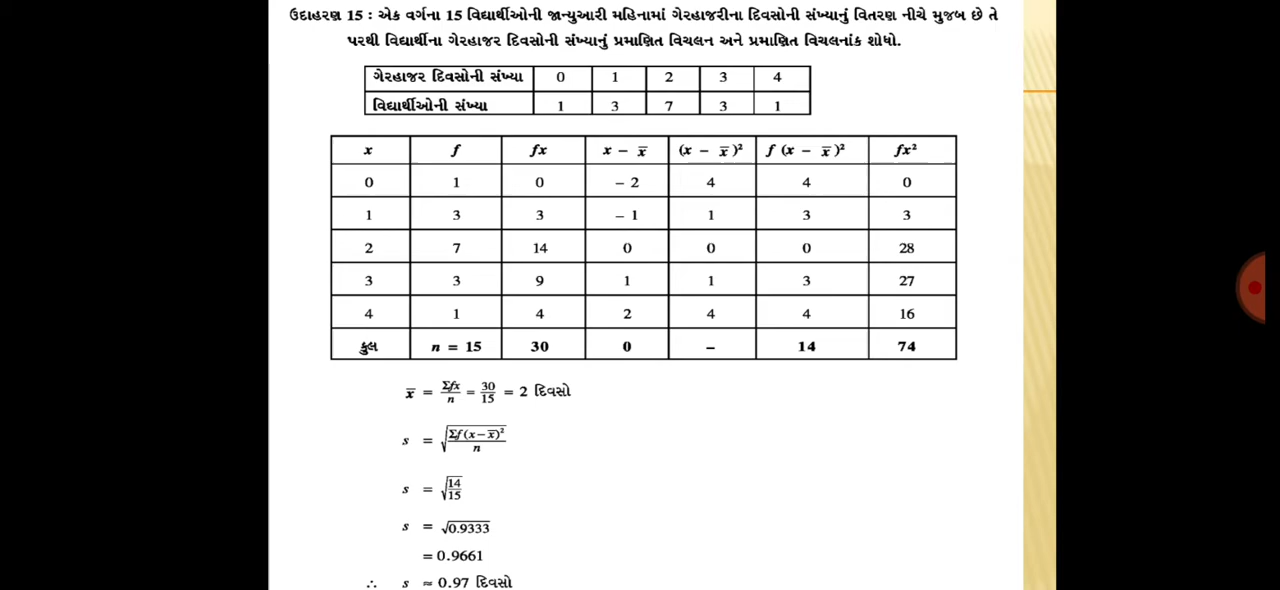 ઉદાહરણ 15 : એક વર્ગના 15 વિદ્યાર્થીઓની જાન્યુઆરી મહિનામાં ગેરહાજરીના દિવસોની સંખ્યાનું વિતરણ નીચે મુજબ છે તે
પરથી વિદ્યાર્થીના ગેરહાજર દિવસોની સંખ્યાનું પ્રમાણિત વિચલન અને પ્રમાણિત વિચલનાંક શોધો.
ગેરહાજર દિવસોની સંખ્યા 0 1 2 3 4
વિદ્યાર્થીઓની સંખ્યા 1 3 7 3 1
x f fx x − x̅ (x − x̅)² f (x − x̅)² fx²
0 1 0 − 2 4 4 0
1 3 3 − 1 1 3 3
2 7 14 0 0 0 28
3 3 9 1 1 3 27
4 1 4 2 4 4 16
કુલ n = 15 30 0 – 14 74
x̅ = Σfx/n = 30/15 = 2 દિવસો
s = √(Σf (x − x̅)²/n)
s = √(14/15)
s = √0.9333
= 0.9661
∴ s ≈ 0.97 દિવસો